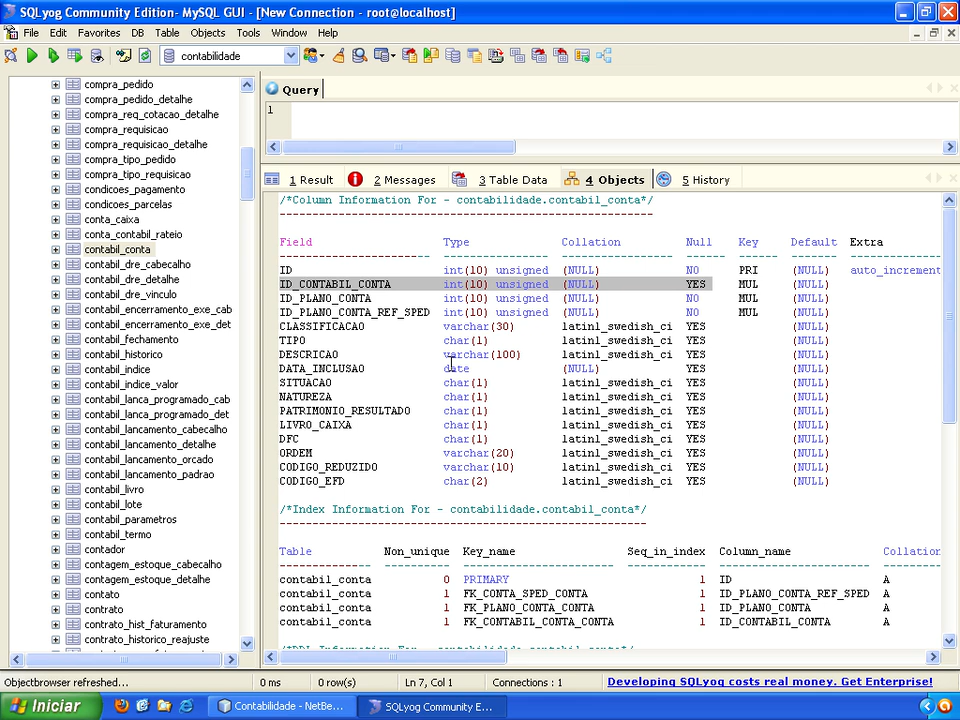 SQLyog Community Edition- MySQL GUI - [New Connection - root@localhost]
File Edit Favorites DB Table Objects Tools Window Help
contabilidade
compra_pedido
compra_pedido_detalhe
compra_req_cotacao_detalhe
compra_requisicao
compra_requisicao_detalhe
compra_tipo_pedido
compra_tipo_requisicao
condicoes_pagamento
condicoes_parcelas
conta_caixa
conta_contabil_rateio
contabil_conta
contabil_dre_cabecalho
contabil_dre_detalhe
contabil_dre_vinculo
contabil_encerramento_exe_cab
contabil_encerramento_exe_det
contabil_fechamento
contabil_historico
contabil_indice
contabil_indice_valor
contabil_lanca_programado_cab
contabil_lanca_programado_det
contabil_lancamento_cabecalho
contabil_lancamento_detalhe
contabil_lancamento_orcado
contabil_lancamento_padrao
contabil_livro
contabil_lote
contabil_parametros
contabil_termo
contador
contagem_estoque_cabecalho
contagem_estoque_detalhe
contato
contrato
contrato_hist_faturamento
contrato_historico_reajuste
Query
1
1 Result 2 Messages 3 Table Data 4 Objects 5 History
/*Column Information For - contabilidade.contabil_conta*/
Field Type Collation Null Key Default Extra
ID int(10) unsigned (NULL) NO PRI (NULL) auto_increment
ID_CONTABIL_CONTA int(10) unsigned (NULL) YES MUL (NULL)
ID_PLANO_CONTA int(10) unsigned (NULL) NO MUL (NULL)
ID_PLANO_CONTA_REF_SPED int(10) unsigned (NULL) NO MUL (NULL)
CLASSIFICACAO varchar(30) latin1_swedish_ci YES (NULL)
TIPO char(1) latin1_swedish_ci YES (NULL)
DESCRICAO varchar(100) latin1_swedish_ci YES (NULL)
DATA_INCLUSAO date (NULL) YES (NULL)
SITUACAO char(1) latin1_swedish_ci YES (NULL)
NATUREZA char(1) latin1_swedish_ci YES (NULL)
PATRIMONIO_RESULTADO char(1) latin1_swedish_ci YES (NULL)
LIVRO_CAIXA char(1) latin1_swedish_ci YES (NULL)
DFC char(1) latin1_swedish_ci YES (NULL)
ORDEM varchar(20) latin1_swedish_ci YES (NULL)
CODIGO_REDUZIDO varchar(10) latin1_swedish_ci YES (NULL)
CODIGO_EFD char(2) latin1_swedish_ci YES (NULL)
/*Index Information For - contabilidade.contabil_conta*/
Table Non_unique Key_name Seq_in_index Column_name Collation
contabil_conta 0 PRIMARY 1 ID A
contabil_conta 1 FK_CONTA_SPED_CONTA 1 ID_PLANO_CONTA_REF_SPED A
contabil_conta 1 FK_PLANO_CONTA_CONTA 1 ID_PLANO_CONTA A
contabil_conta 1 FK_CONTABIL_CONTA_CONTA 1 ID_CONTABIL_CONTA A
/*DDL Information For - contabilidade.contabil_conta*/
Objectbrowser refreshed... 0 ms 0 row(s) Ln 7, Col 1 Connections : 1 Developing SQLyog costs real money. Get Enterprise!
Iniciar Contabilidade - NetBe... SQLyog Community E...